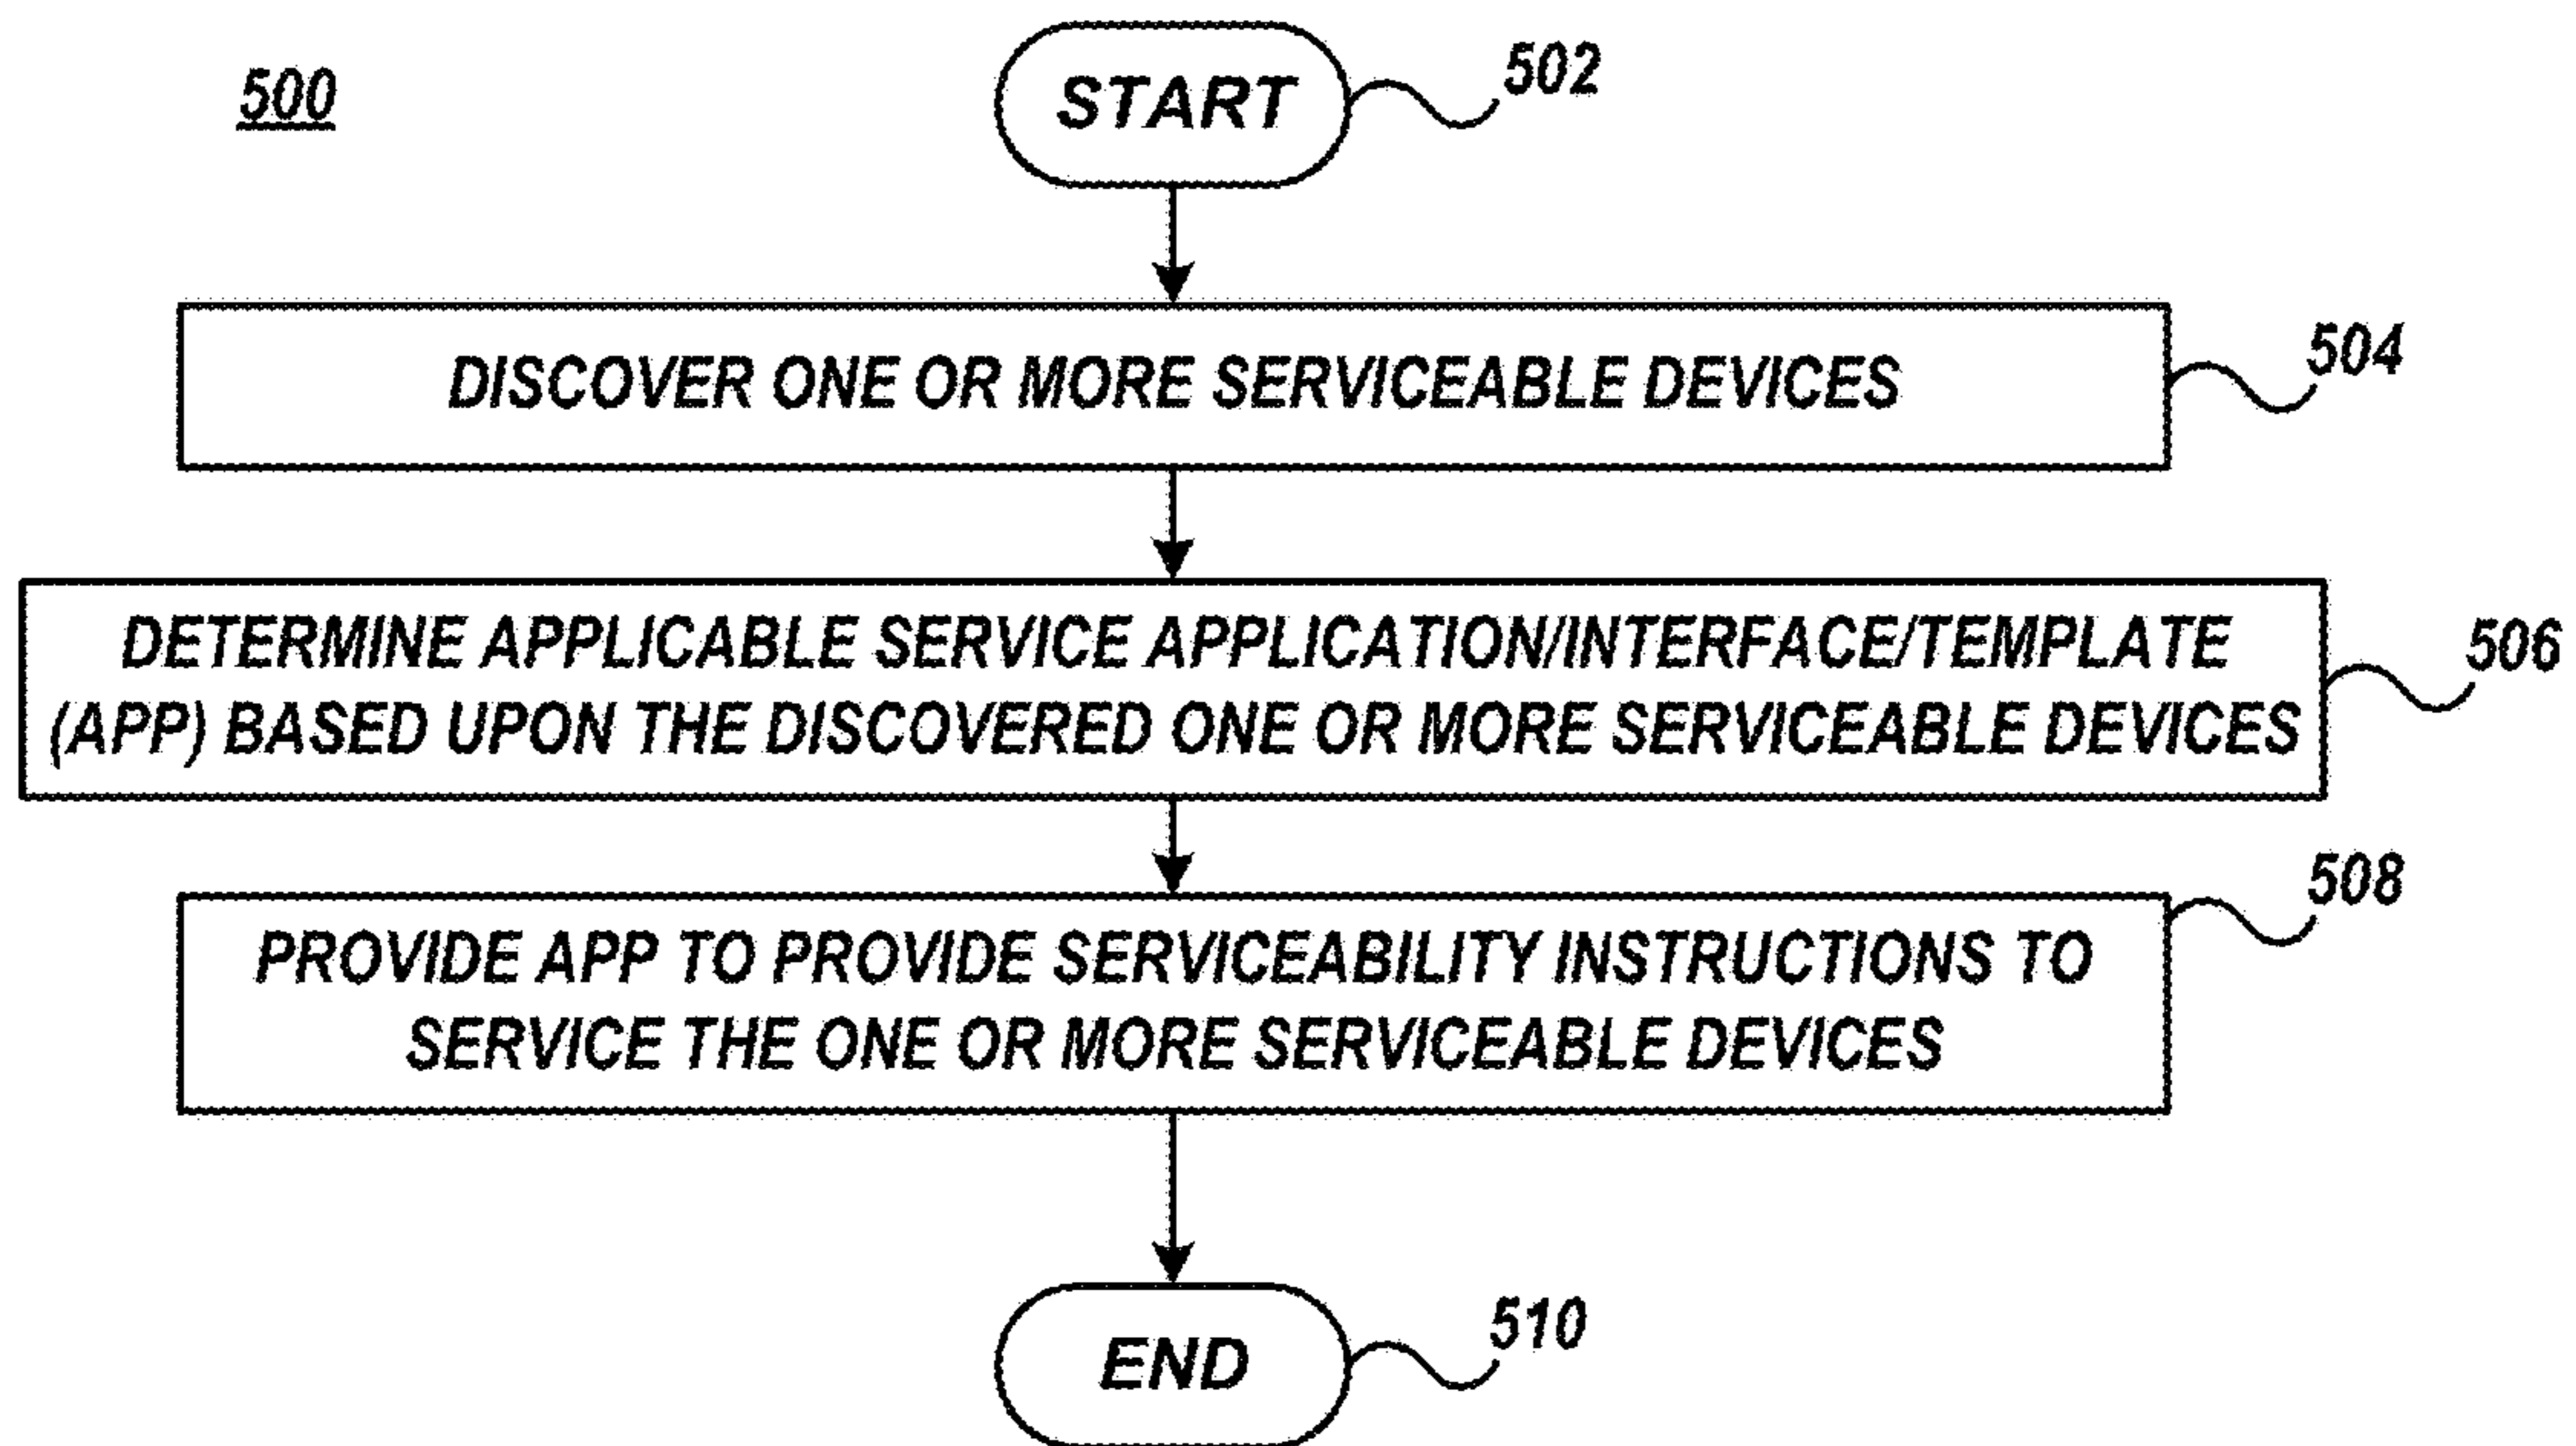 500
START
502
DISCOVER ONE OR MORE SERVICEABLE DEVICES
504
DETERMINE APPLICABLE SERVICE APPLICATION/INTERFACE/TEMPLATE
(APP) BASED UPON THE DISCOVERED ONE OR MORE SERVICEABLE DEVICES
506
PROVIDE APP TO PROVIDE SERVICEABILITY INSTRUCTIONS TO
SERVICE THE ONE OR MORE SERVICEABLE DEVICES
508
END
510